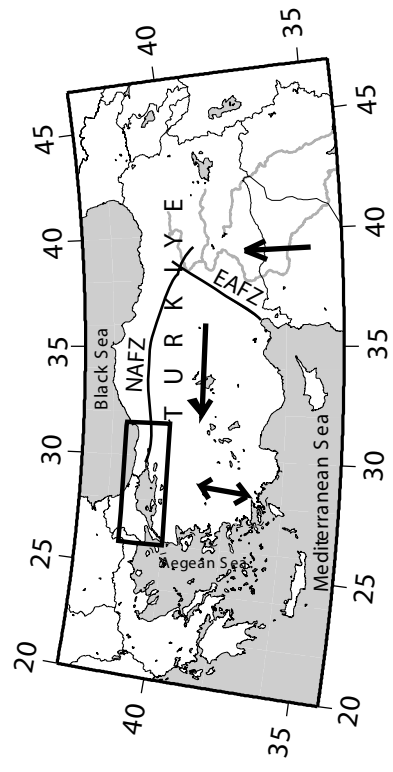 20 25 30 35 40 45
40 40
Black Sea
NAFZ
T U R K I Y E
EAFZ
Aegean Sea
35 35
Mediterranean Sea
20 25 30 35 40 45